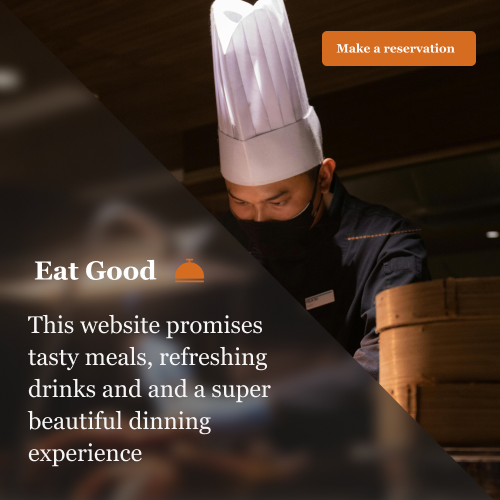 Make a reservation
Eat Good
This website promises
tasty meals, refreshing
drinks and and a super
beautiful dinning
experience